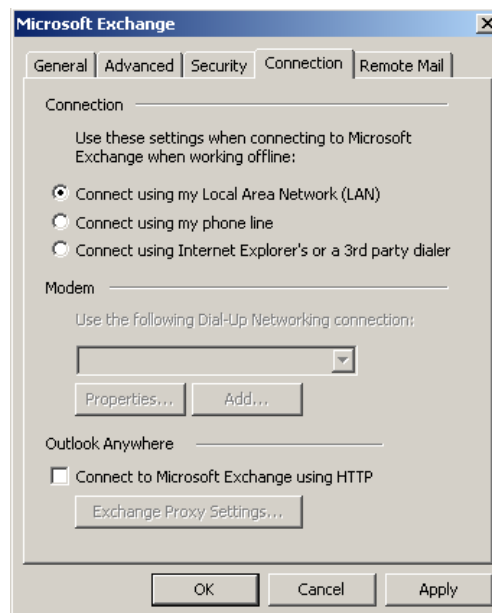 Microsoft Exchange
General
Advanced
Security
Connection
Remote Mail
Connection
Use these settings when connecting to Microsoft
Exchange when working offline:
Connect using my Local Area Network (LAN)
Connect using my phone line
Connect using Internet Explorer's or a 3rd party dialer
Modem
Use the following Dial-Up Networking connection:
Properties...
Add...
Outlook Anywhere
Connect to Microsoft Exchange using HTTP
Exchange Proxy Settings...
OK
Cancel
Apply